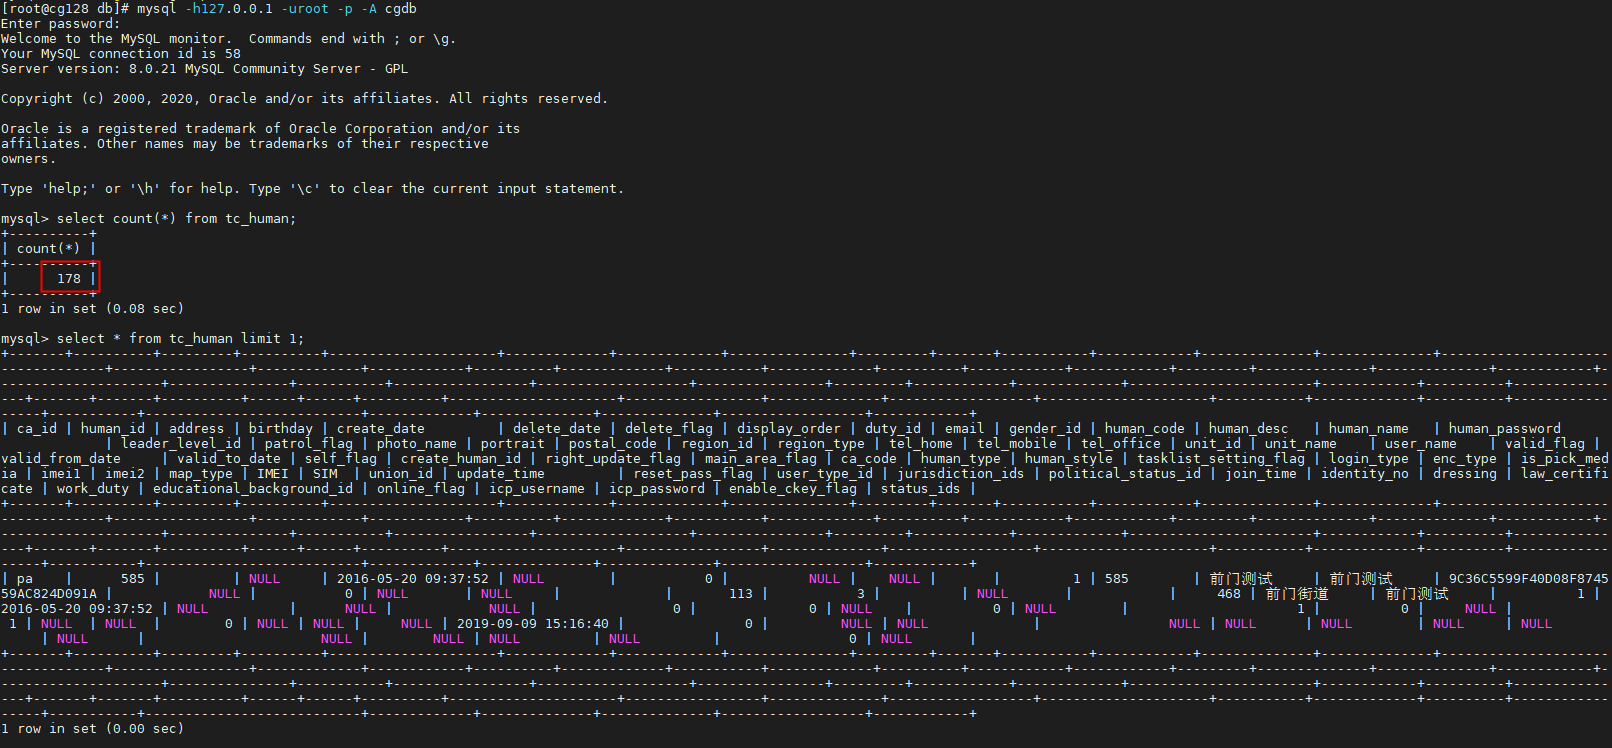 [root@cg128 db]# mysql -h127.0.0.1 -uroot -p -A cgdb
Enter password:
Welcome to the MySQL monitor.  Commands end with ; or \g.
Your MySQL connection id is 58
Server version: 8.0.21 MySQL Community Server - GPL
Copyright (c) 2000, 2020, Oracle and/or its affiliates. All rights reserved.
Oracle is a registered trademark of Oracle Corporation and/or its
affiliates. Other names may be trademarks of their respective
owners.
Type 'help;' or '\h' for help. Type '\c' to clear the current input statement.
mysql> select count(*) from tc_human;
| count(*) |
| 178 |
1 row in set (0.08 sec)
mysql> select * from tc_human limit 1;
| ca_id | human_id | address | birthday | create_date | delete_date | delete_flag | display_order | duty_id | email | gender_id | human_code | human_desc | human_name | human_password
| leader_level_id | patrol_flag | photo_name | portrait | postal_code | region_id | region_type | tel_home | tel_mobile | tel_office | unit_id | unit_name | user_name | valid_flag |
valid_from_date | valid_to_date | self_flag | create_human_id | right_update_flag | main_area_flag | ca_code | human_type | human_style | tasklist_setting_flag | login_type | enc_type | is_pick_med
ia | imei1 | imei2 | map_type | IMEI | SIM | union_id | update_time | reset_pass_flag | user_type_id | jurisdiction_ids | political_status_id | join_time | identity_no | dressing | law_certifi
cate | work_duty | educational_background_id | online_flag | icp_username | icp_password | enable_ckey_flag | status_ids |
| pa | 585 | | NULL | 2016-05-20 09:37:52 | NULL | 0 | NULL | NULL | | 1 | 585 | 前门测试 | 前门测试 | 9C36C5599F40D08F8745
59AC824D091A | NULL | 0 | NULL | NULL | | 113 | 3 | | NULL | | 468 | 前门街道 | 前门测试 | 1 |
2016-05-20 09:37:52 | NULL | NULL | NULL | 0 | 0 | NULL | 0 | NULL | | 1 | 0 | NULL |
1 | NULL | NULL | 0 | NULL | NULL | NULL | 2019-09-09 15:16:40 | 0 | NULL | NULL | | NULL | NULL | NULL | NULL | NULL
| NULL | NULL | NULL | NULL | NULL | 0 | NULL |
1 row in set (0.00 sec)